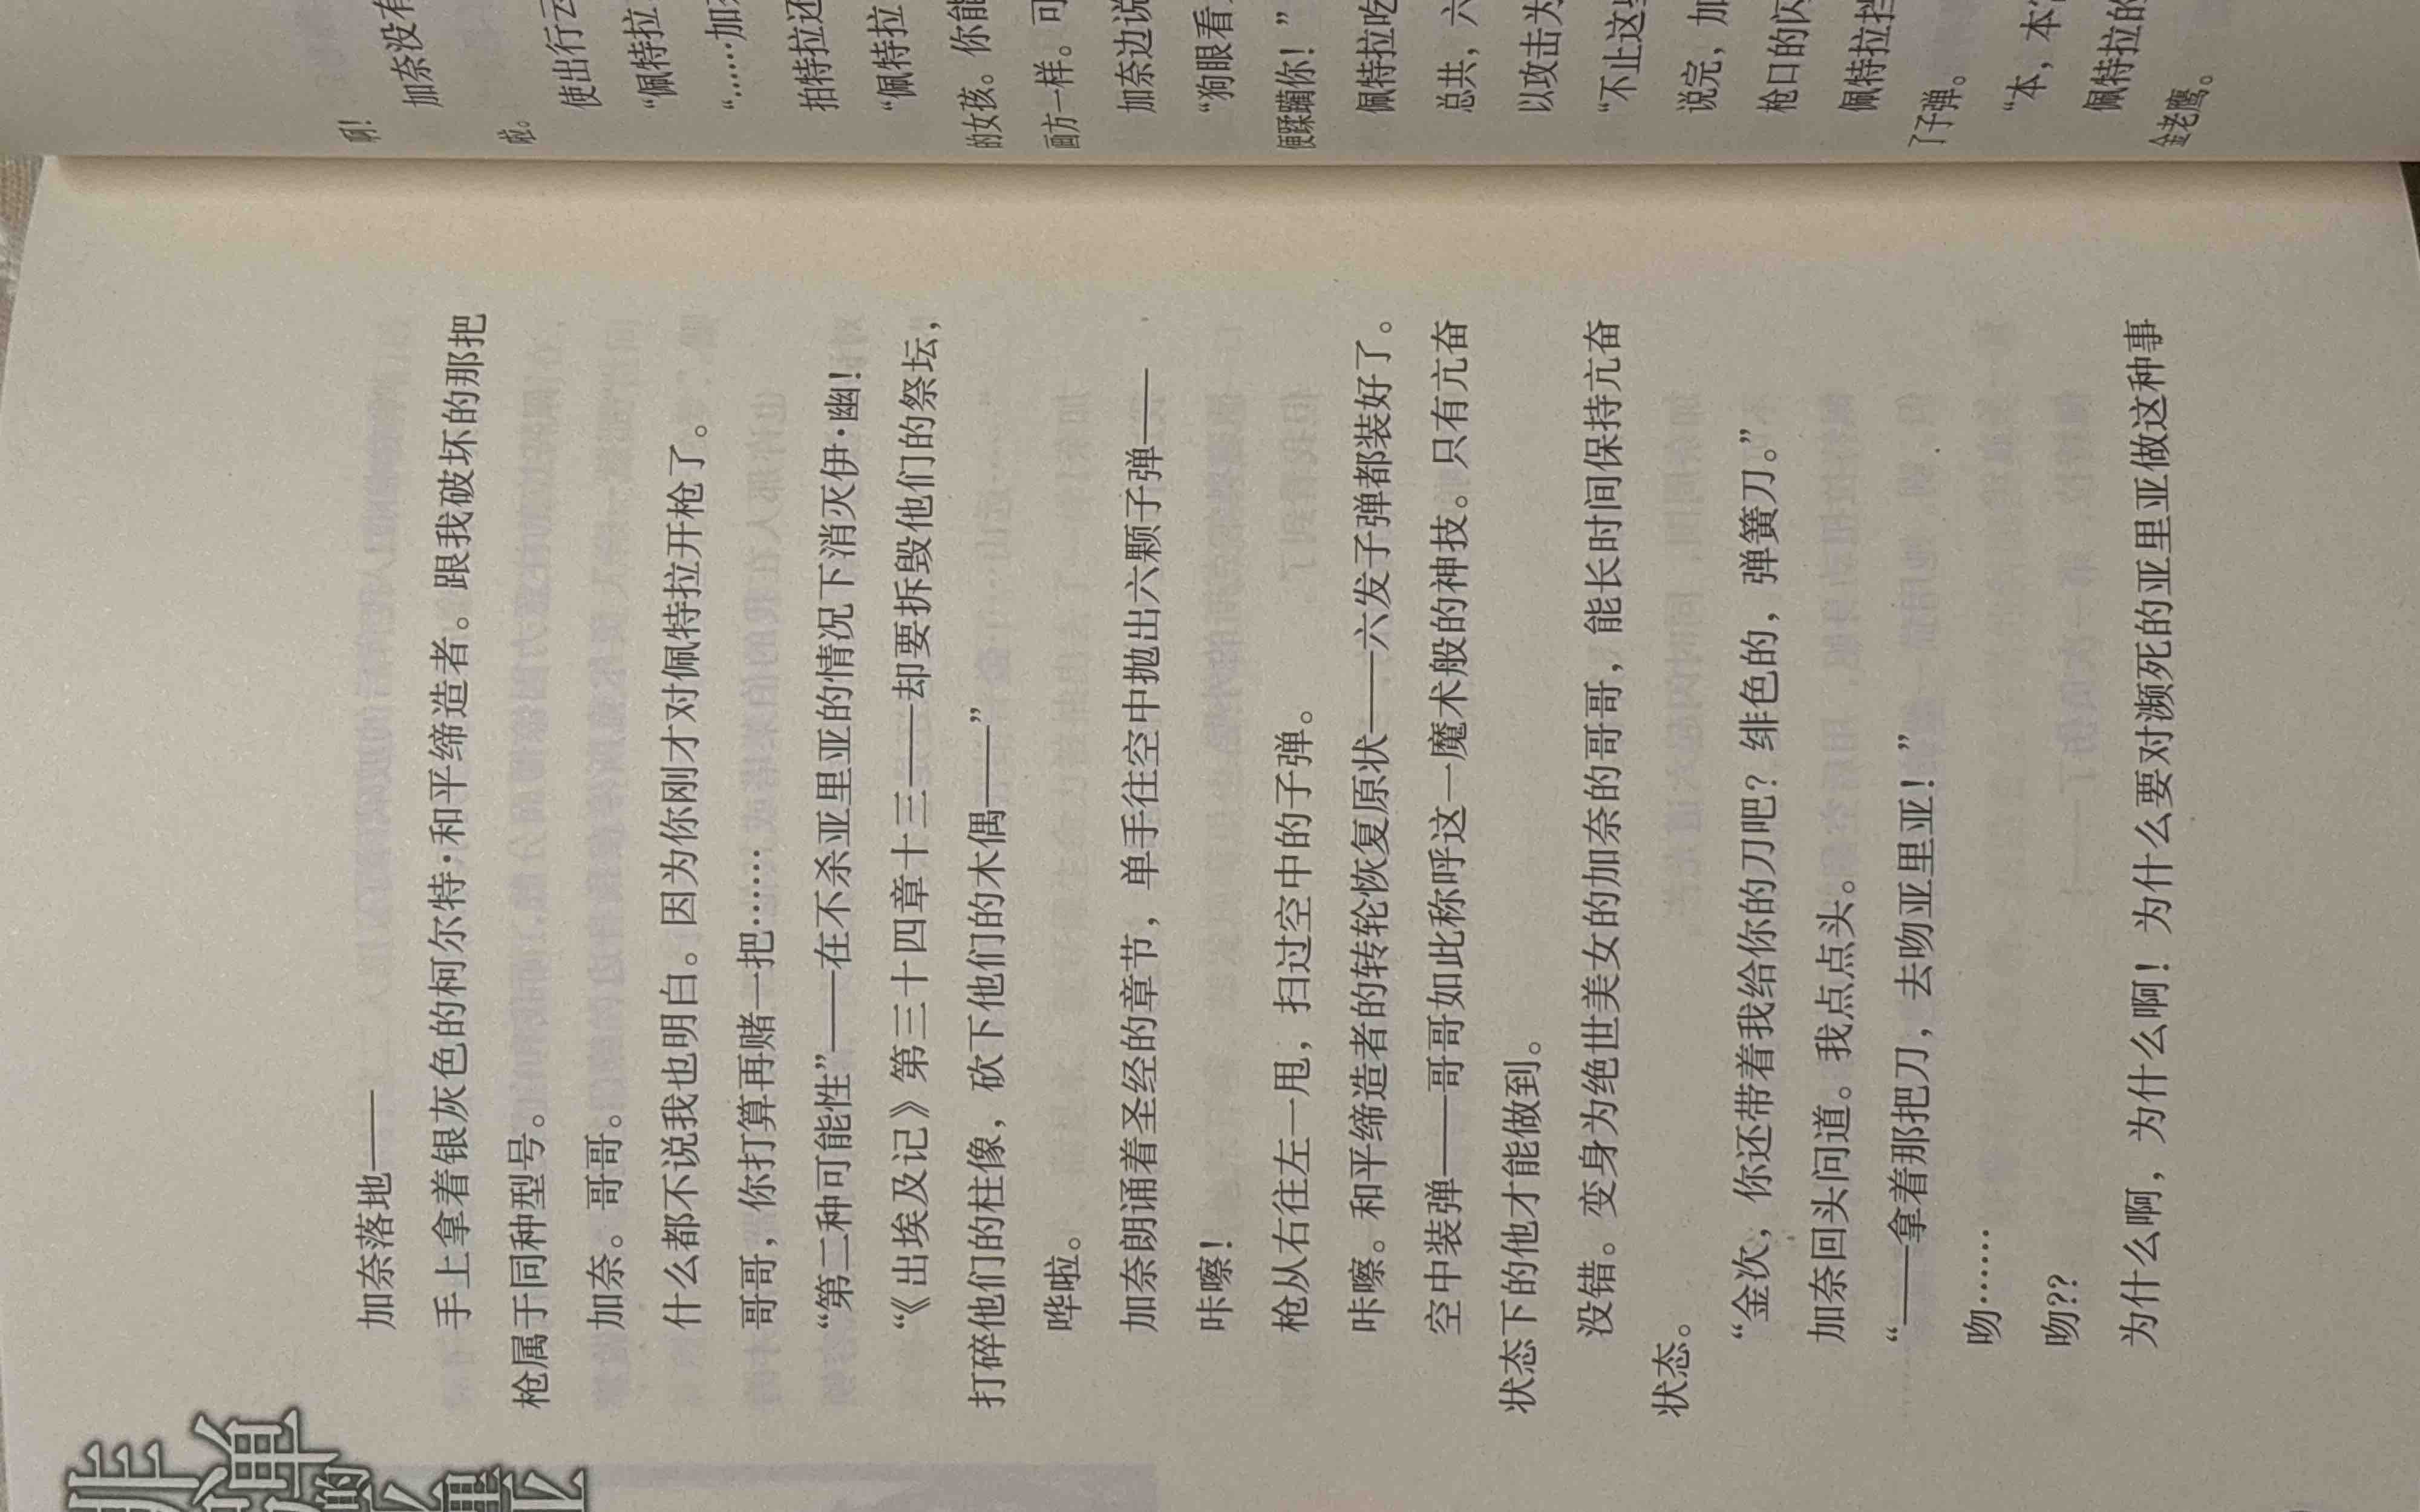 绯
弹
的
亚
里
亚
加奈落地——
手上拿着银灰色的柯尔特·和平缔造者。跟我破坏的那把
枪属于同种型号。
加奈。哥哥。
什么都不说我也明白。因为你刚才对佩特拉开枪了。
哥哥，你打算再赌一把……
“第二种可能性”——在不杀亚里亚的情况下消灭伊·幽！
“《出埃及记》第三十四章十三——却要拆毁他们的祭坛，
打碎他们的柱像，砍下他们的木偶——”
哗啦。
加奈朗诵着圣经的章节，单手往空中抛出六颗子弹——
咔嚓！
枪从右往左一甩，扫过空中的子弹。
咔嚓。和平缔造者的转轮恢复原状——六发子弹都装好了。
空中装弹——哥哥如此称呼这一魔术般的神技。只有亢奋
状态下的他才能做到。
没错。变身为绝世美女的加奈的哥哥，能长时间保持亢奋
状态。
“金次，你还带着我给你的刀吧？绯色的，弹簧刀。”
加奈回头问道。我点点头。
“——拿着那把刀，去吻亚里亚！”
吻……
吻??
为什么啊，为什么啊！为什么要对濒死的亚里亚做这种事
啊！
加奈没有
啦。
使出行云
“佩特拉
“……加奈
拍特拉还
“佩特拉
的女孩。你能
画方一样。可
加奈边说
“狗眼看
便蹂躏你！”
佩特拉吃
总共，六
以攻击为
“不止这些
说完，加
枪口的闪
佩特拉挡
了子弹。
“本，本宫
佩特拉的
金老鹰。